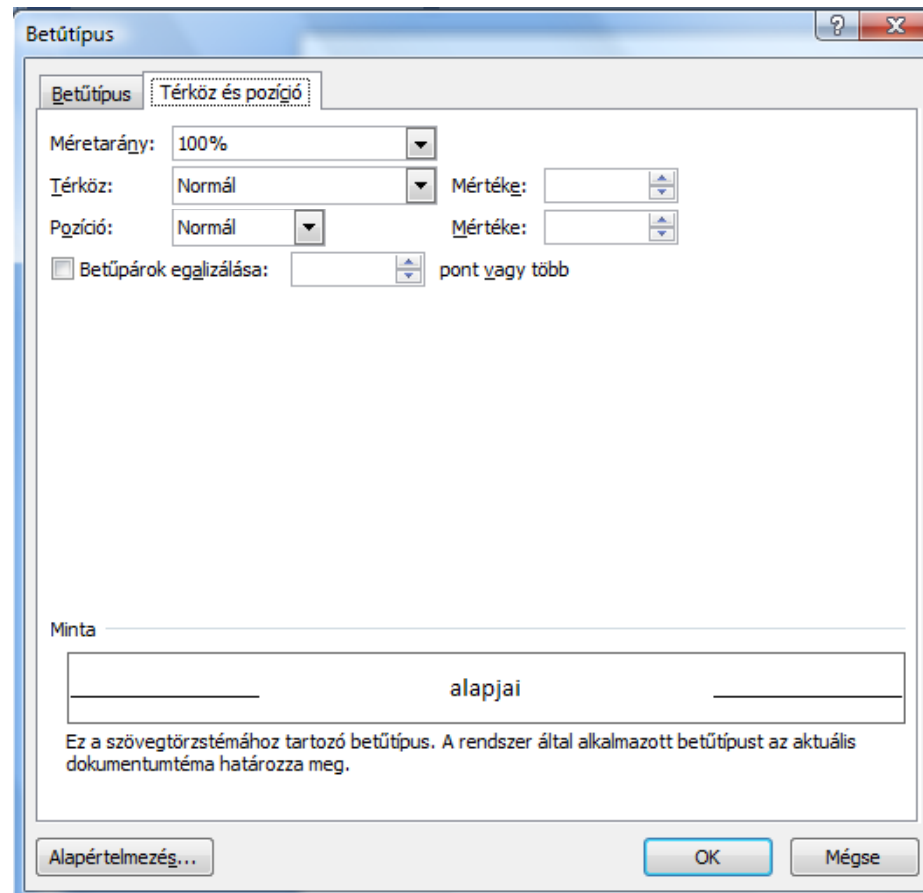 Betűtípus
Betűtípus Térköz és pozíció
Méretarány: 100%
Térköz: Normál Mértéke:
Pozíció: Normál Mértéke:
Betűpárok egalizálása: pont vagy több
Minta
alapjai
Ez a szövegtörzstémához tartozó betűtípus. A rendszer által alkalmazott betűtípust az aktuális
dokumentumtéma határozza meg.
Alapértelmezés... OK Mégse